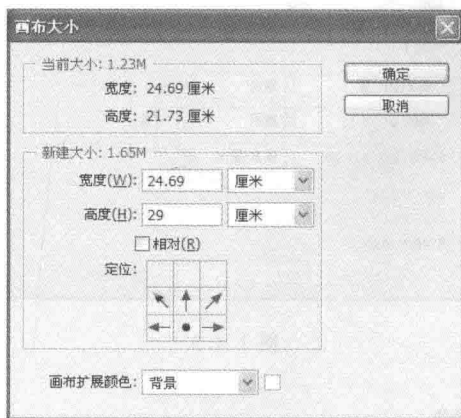 画布大小
当前大小: 1.23M
宽度: 24.69 厘米
高度: 21.73 厘米
确定
取消
新建大小: 1.65M
宽度(W): 24.69 厘米
高度(H): 29 厘米
相对(R)
定位:
画布扩展颜色: 背景